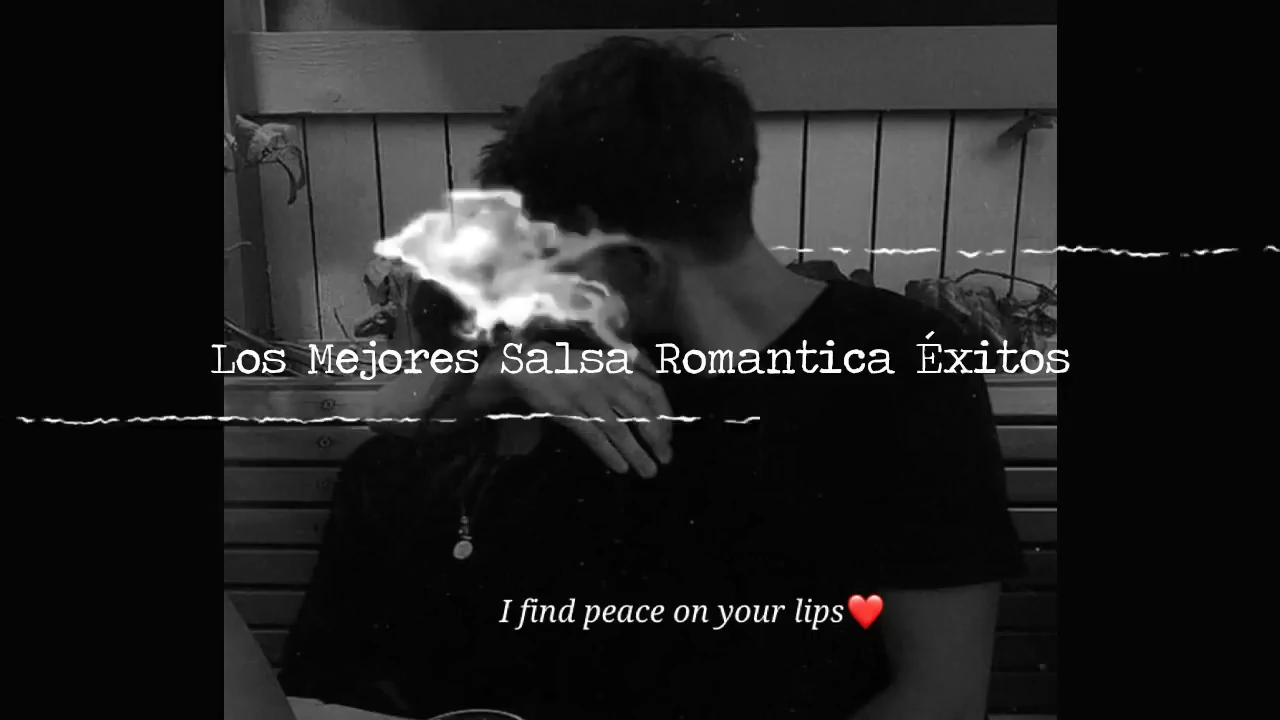 Los Mejores Salsa Romantica Éxitos
I find peace on your lips❤️